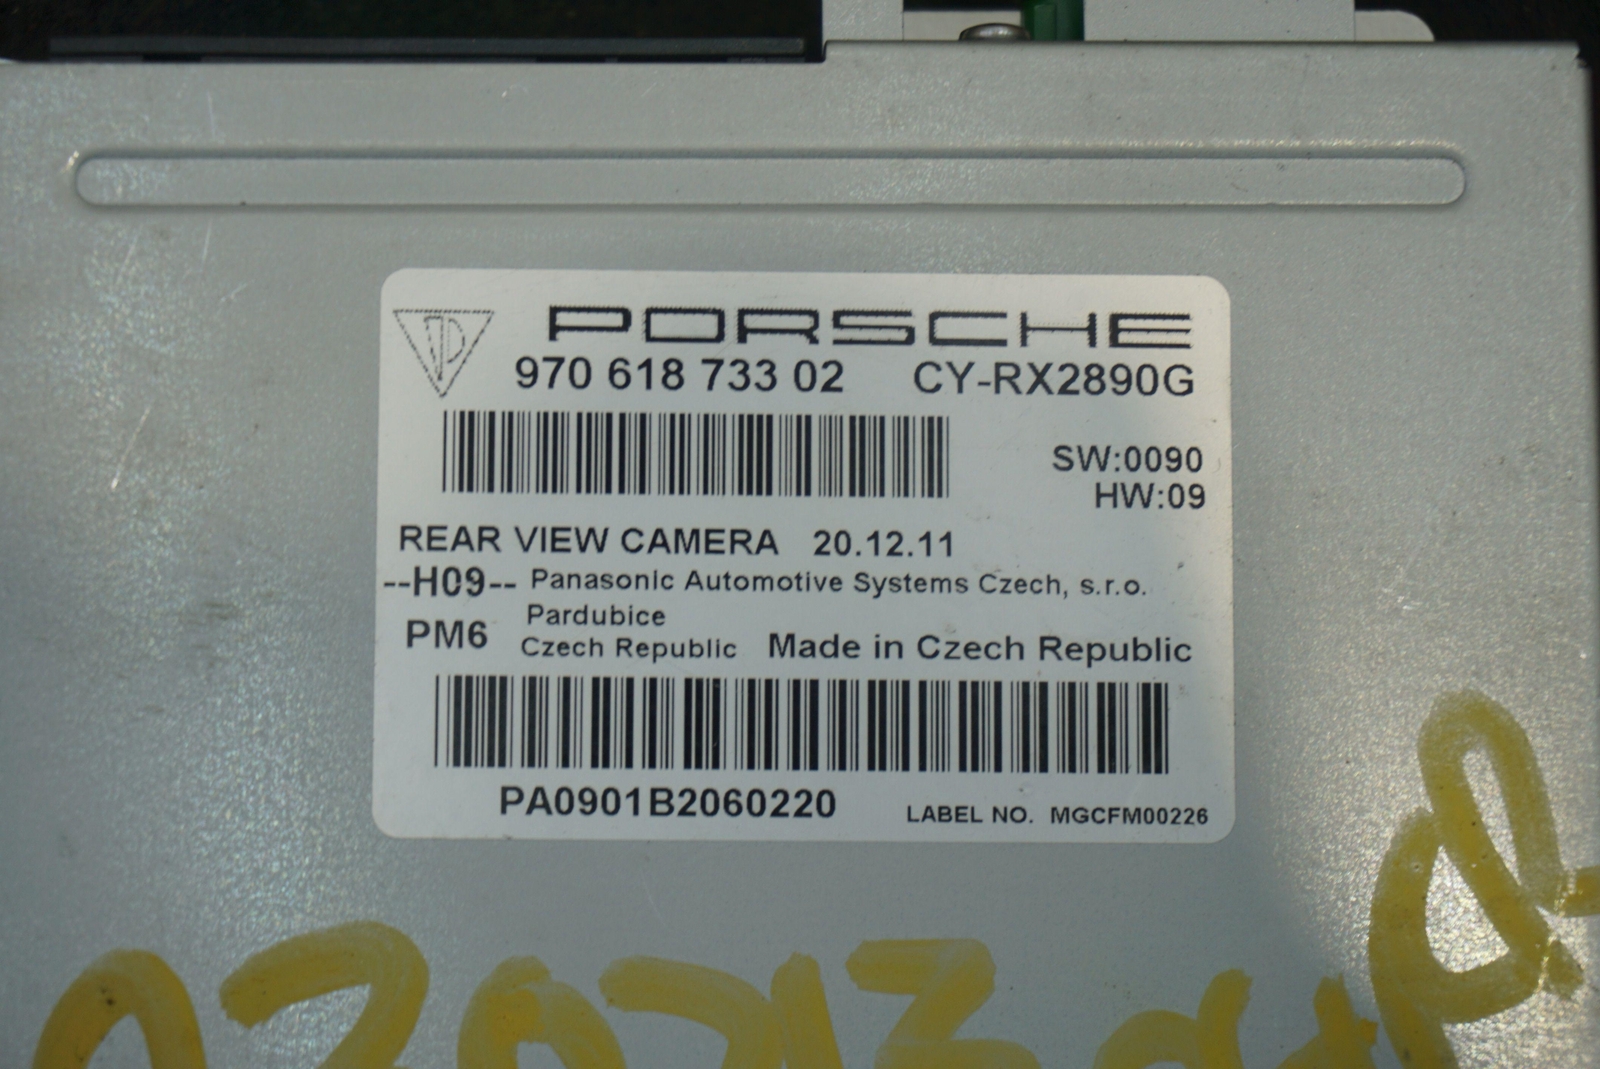 PORSCHE
970 618 733 02 CY-RX2890G
SW:0090
HW:09
REAR VIEW CAMERA 20.12.11
--H09-- Panasonic Automotive Systems Czech, s.r.o.
Pardubice
PM6 Czech Republic Made in Czech Republic
PA0901B2060220 LABEL NO. MGCFM00226